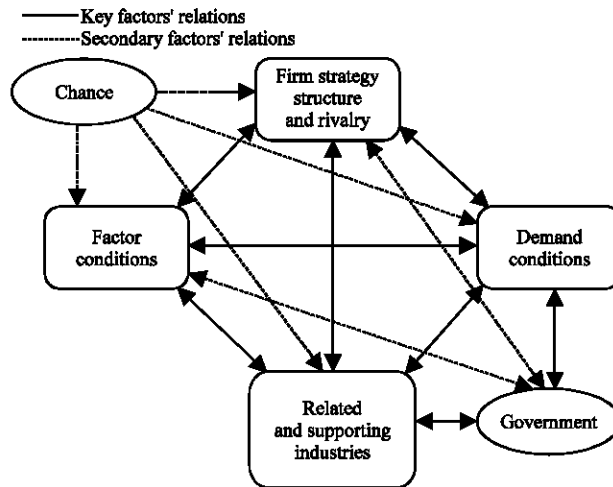 Key factors' relations
Secondary factors' relations
Chance
Firm strategy
structure
and rivalry
Factor
conditions
Demand
conditions
Related
and supporting
industries
Government